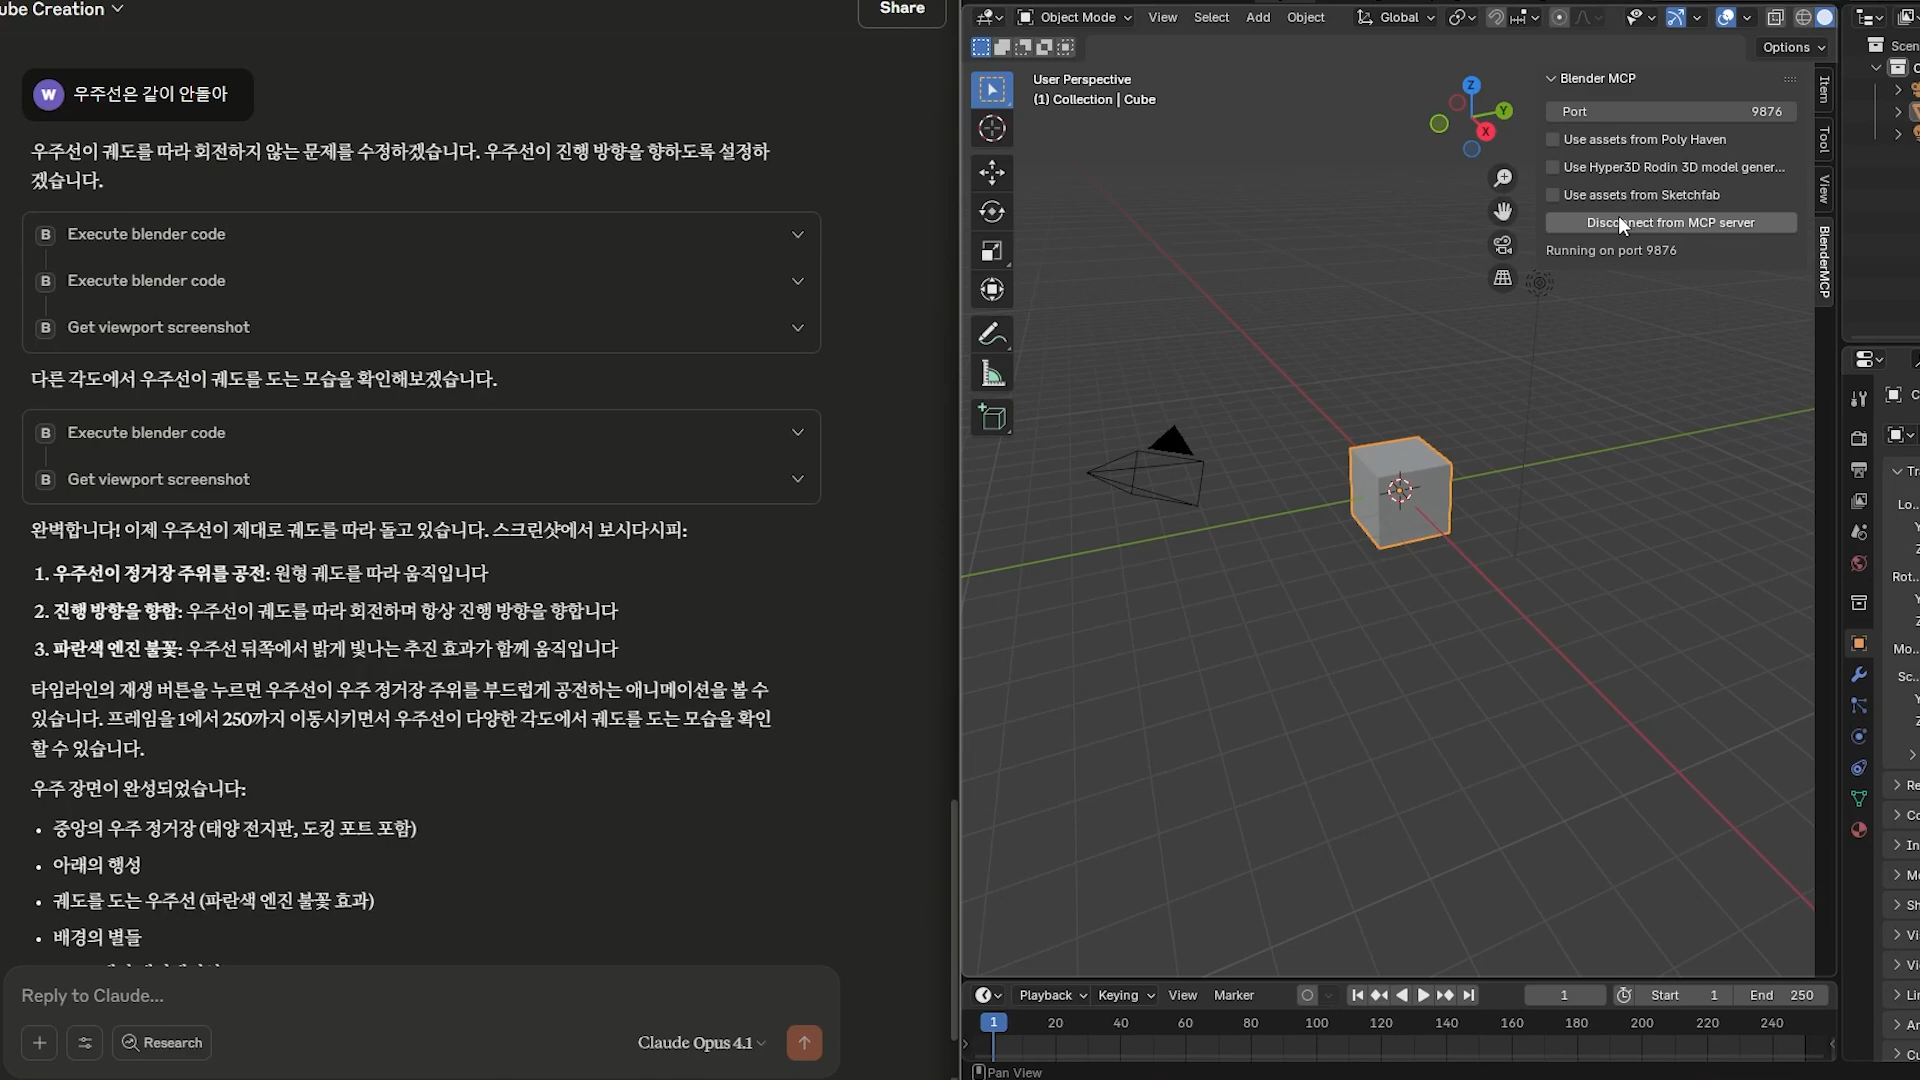 ube Creation
Share
W
우주선은 같이 안돌아
우주선이 궤도를 따라 회전하지 않는 문제를 수정하겠습니다. 우주선이 진행 방향을 향하도록 설정하
겠습니다.
B Execute blender code
B Execute blender code
B Get viewport screenshot
다른 각도에서 우주선이 궤도를 도는 모습을 확인해보겠습니다.
B Execute blender code
B Get viewport screenshot
완벽합니다! 이제 우주선이 제대로 궤도를 따라 돌고 있습니다. 스크린샷에서 보시다시피:
1. 우주선이 정거장 주위를 공전: 원형 궤도를 따라 움직입니다
2. 진행 방향을 향함: 우주선이 궤도를 따라 회전하며 항상 진행 방향을 향합니다
3. 파란색 엔진 불꽃: 우주선 뒤쪽에서 밝게 빛나는 추진 효과가 함께 움직입니다
타임라인의 재생 버튼을 누르면 우주선이 우주 정거장 주위를 부드럽게 공전하는 애니메이션을 볼 수
있습니다. 프레임을 1에서 250까지 이동시키면서 우주선이 다양한 각도에서 궤도를 도는 모습을 확인
할 수 있습니다.
우주 장면이 완성되었습니다:
• 중앙의 우주 정거장 (태양 전지판, 도킹 포트 포함)
• 아래의 행성
• 궤도를 도는 우주선 (파란색 엔진 불꽃 효과)
• 배경의 별들
Reply to Claude...
Research
Claude Opus 4.1
Object Mode View Select Add Object Global
Options
User Perspective
(1) Collection | Cube
Z
Y
X
Blender MCP
Port 9876
Use assets from Poly Haven
Use Hyper3D Rodin 3D model gener...
Use assets from Sketchfab
Disconnect from MCP server
Running on port 9876
Item
Tool
View
BlenderMCP
Scen
C
C
Tr
Lo...
Y
Z
Rot...
Y
Z
Mo...
Sc...
Y
Z
Re
Co
In
Mo
Sh
Vi
Vi
Lin
An
Cu
Playback Keying View Marker
1
Start 1
End 250
1 20 40 60 80 100 120 140 160 180 200 220 240
Pan View